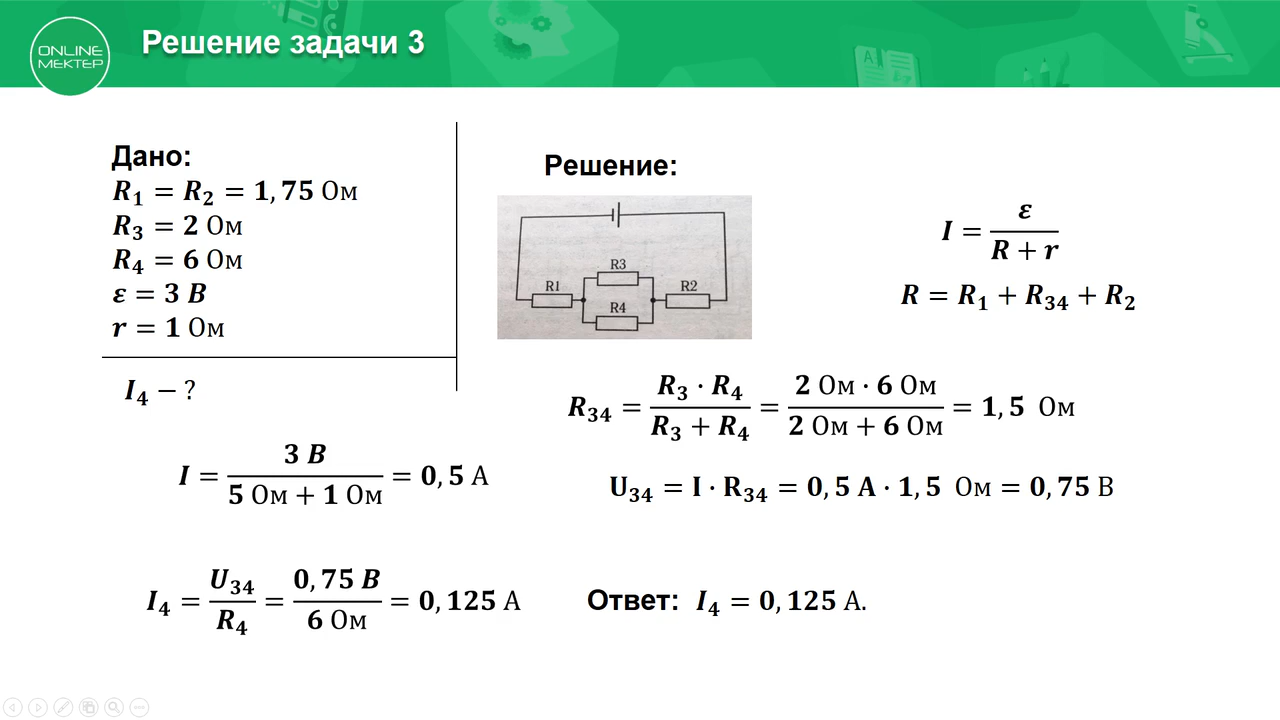 ONLINE
МЕКТЕР
Решение задачи 3
Дано:
R₁ = R₂ = 1,75 Ом
R₃ = 2 Ом
R₄ = 6 Ом
ε = 3 В
r = 1 Ом
I₄ − ?
Решение:
R1
R3
R4
R2
I = ε / (R + r)
R = R₁ + R₃₄ + R₂
R₃₄ = (R₃ · R₄) / (R₃ + R₄) = (2 Ом · 6 Ом) / (2 Ом + 6 Ом) = 1,5 Ом
I = 3 В / (5 Ом + 1 Ом) = 0,5 А
U₃₄ = I · R₃₄ = 0,5 А · 1,5 Ом = 0,75 В
I₄ = U₃₄ / R₄ = 0,75 В / 6 Ом = 0,125 А
Ответ: I₄ = 0,125 А.